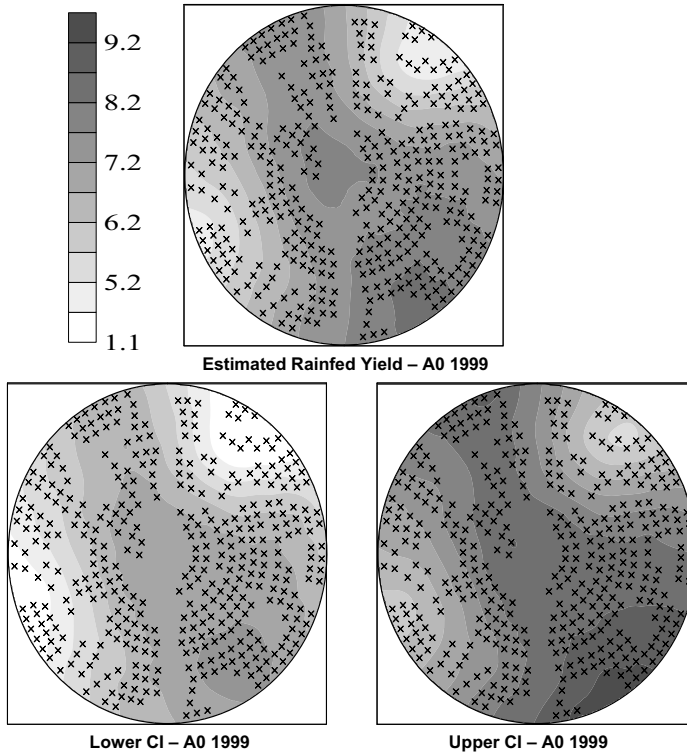 9.2
8.2
7.2
6.2
5.2
1.1
Estimated Rainfed Yield – A0 1999
Lower CI – A0 1999
Upper CI – A0 1999